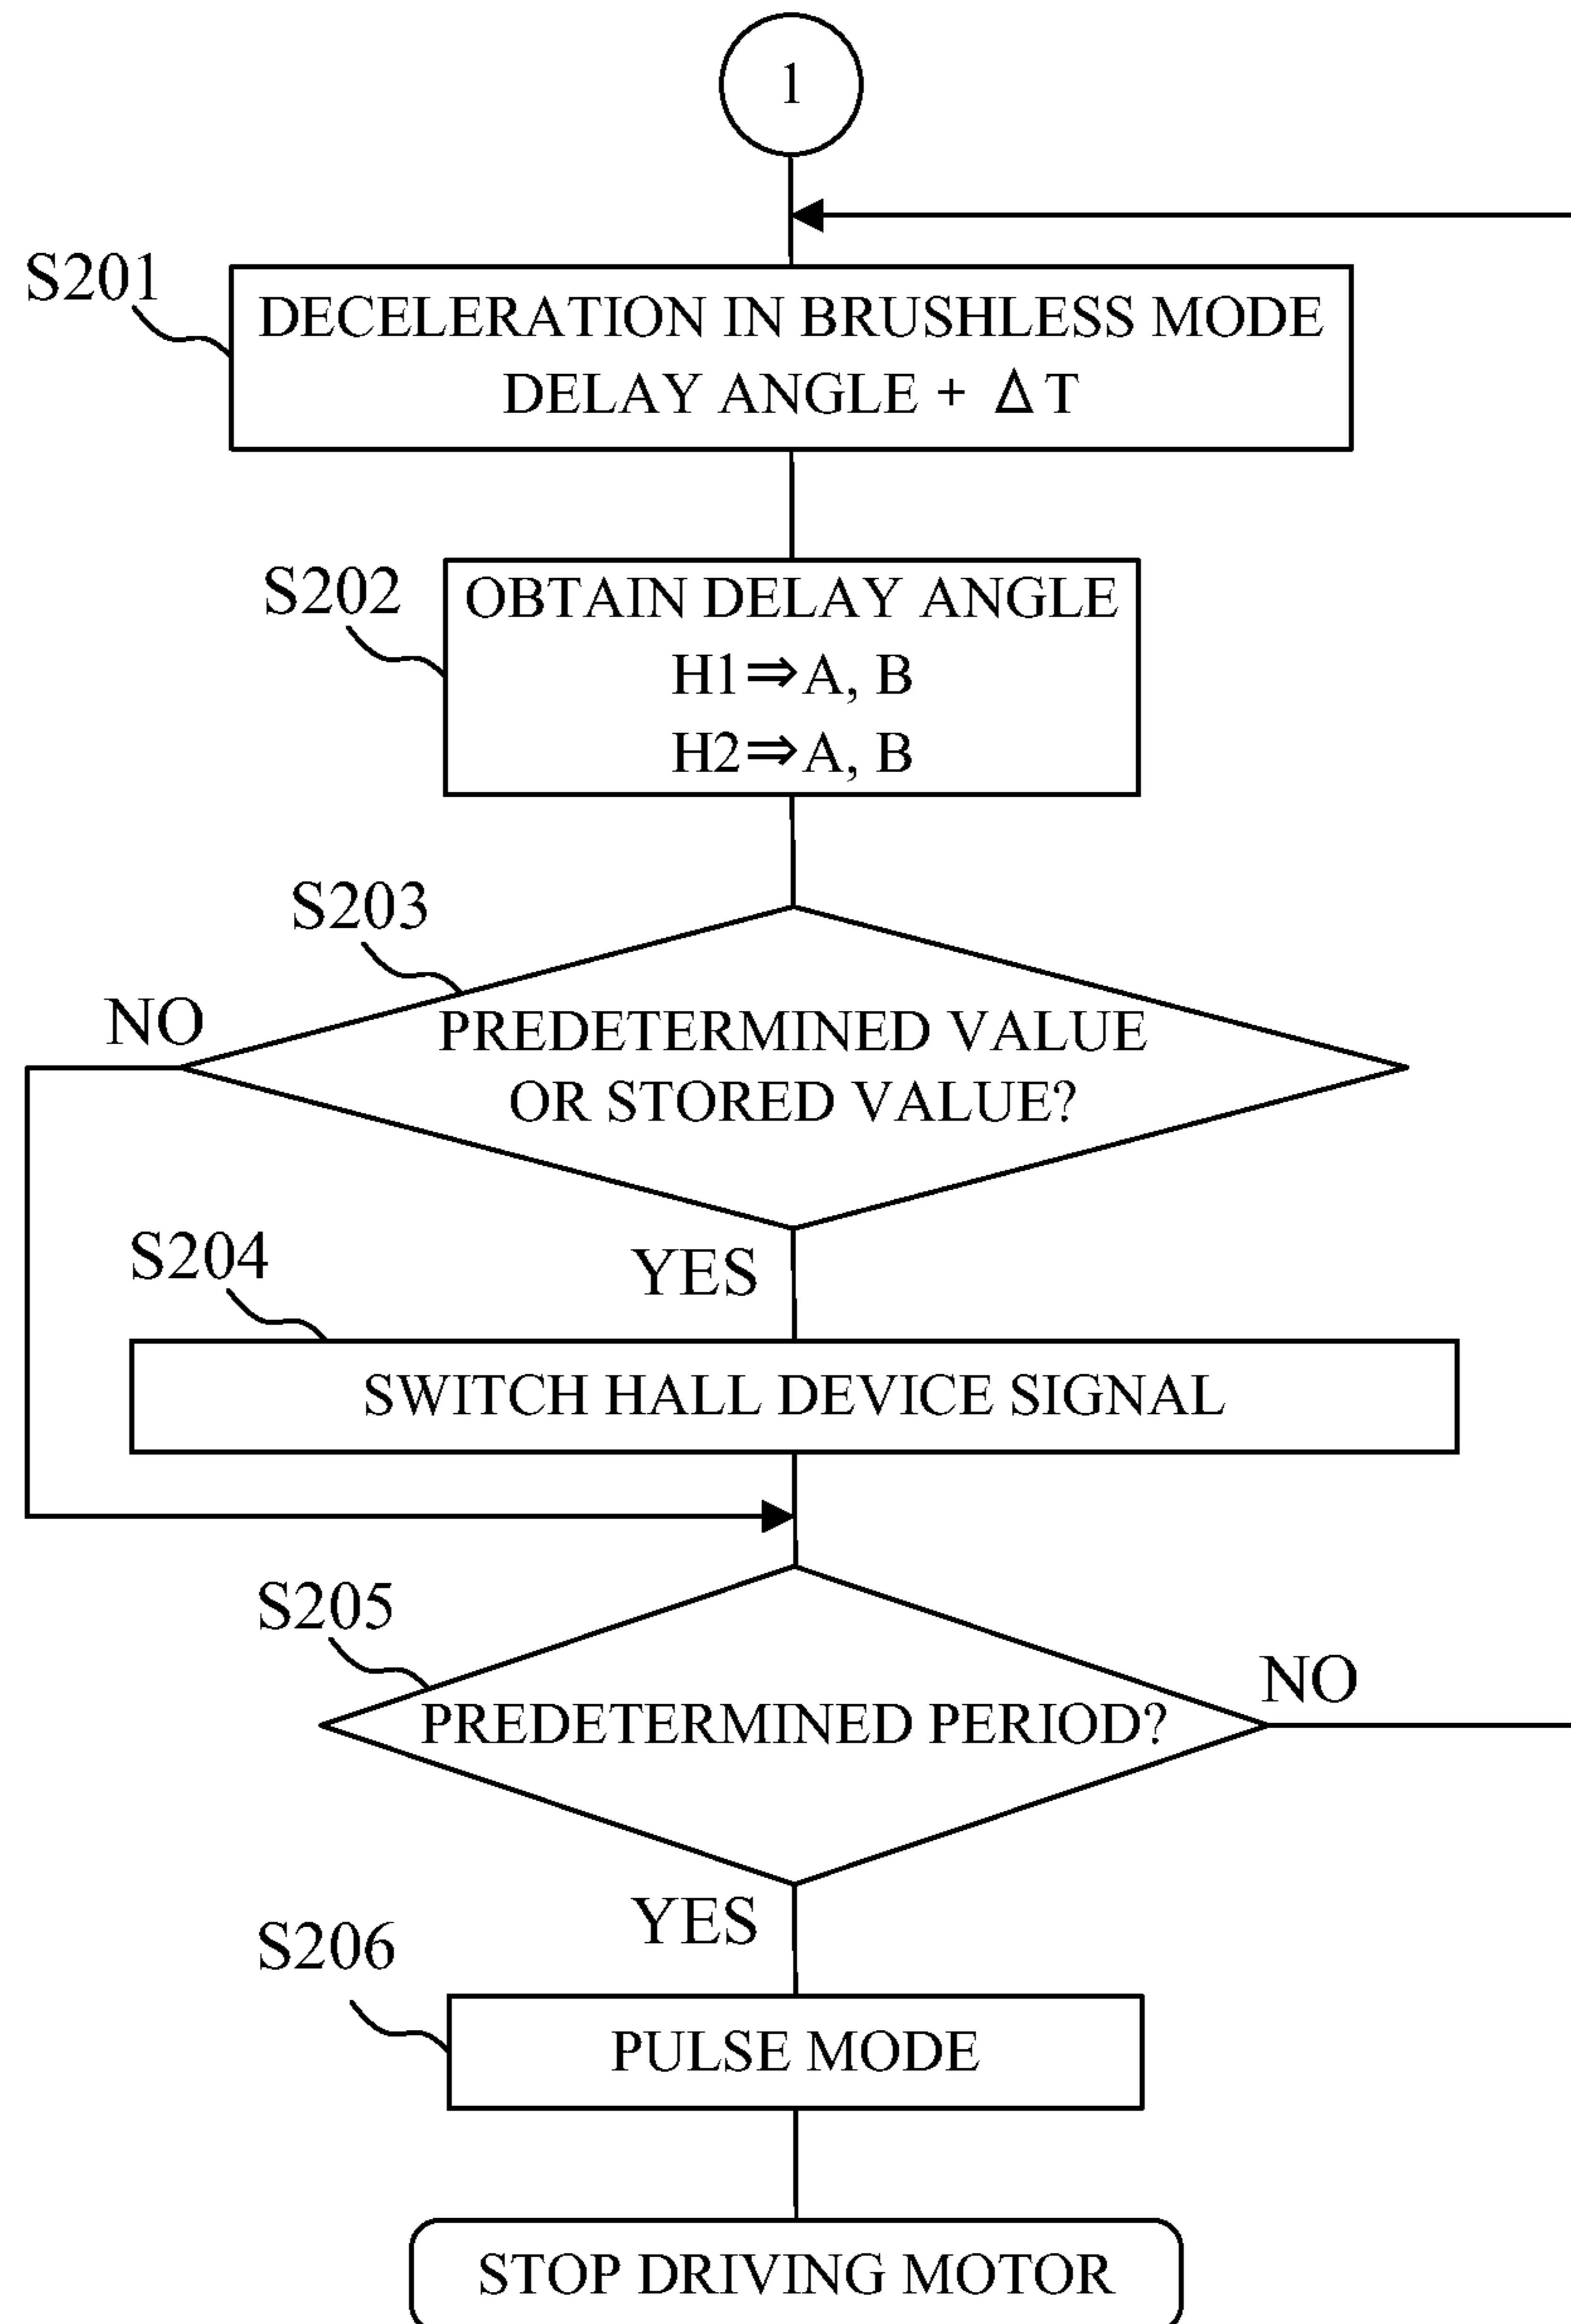 1
S201
DECELERATION IN BRUSHLESS MODE
DELAY ANGLE + Δ T
S202
OBTAIN DELAY ANGLE
H1⇒A, B
H2⇒A, B
S203
NO
PREDETERMINED VALUE
OR STORED VALUE?
YES
S204
SWITCH HALL DEVICE SIGNAL
S205
NO
PREDETERMINED PERIOD?
YES
S206
PULSE MODE
STOP DRIVING MOTOR